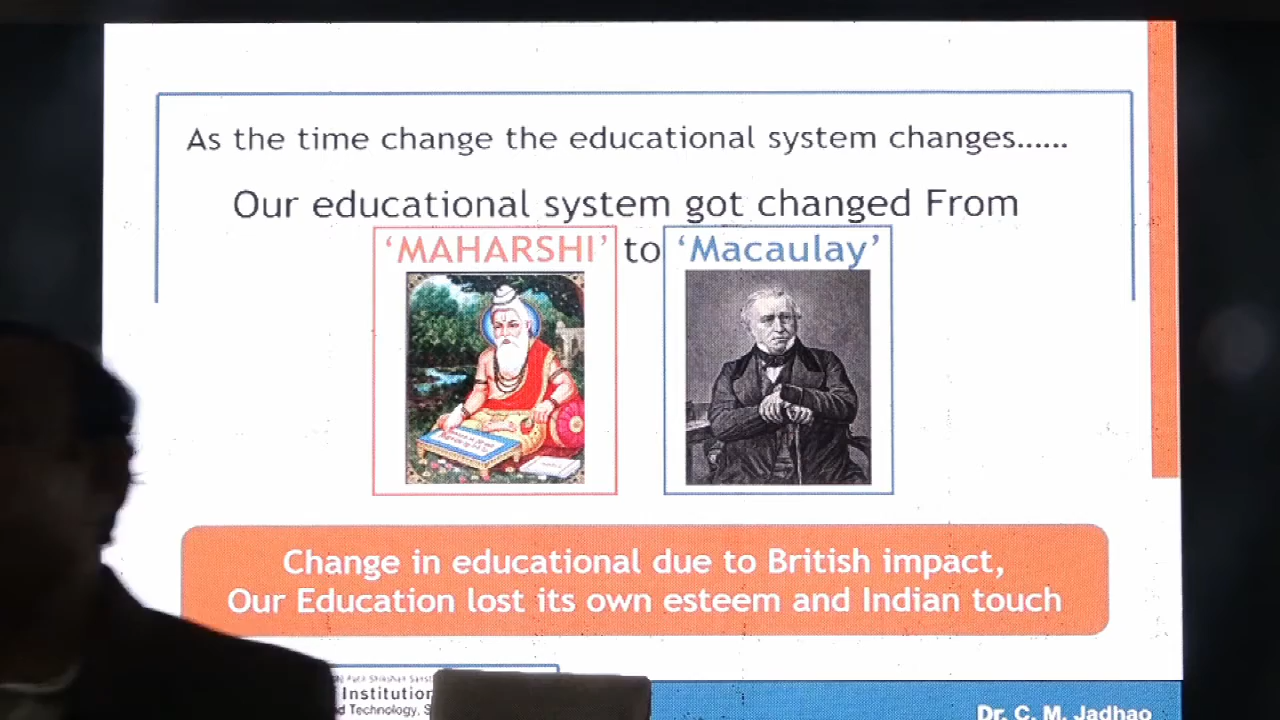 As the time change the educational system changes......
Our educational system got changed From
‘MAHARSHI’ to ‘Macaulay’
Change in educational due to British impact,
Our Education lost its own esteem and Indian touch
Institution
Technology,
Dr. C. M. Jadhao